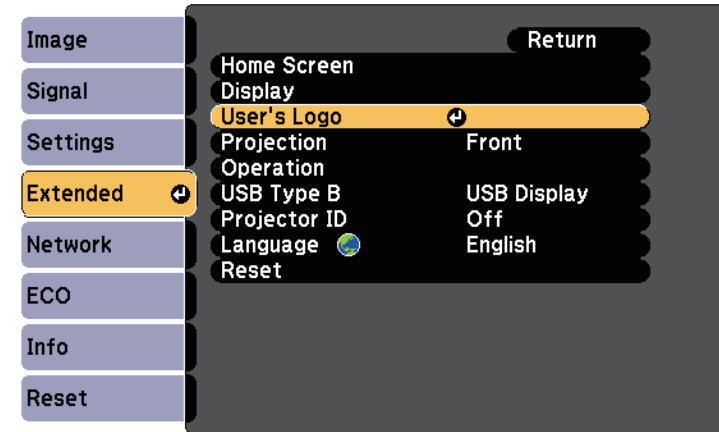 Image
Signal
Settings
Extended
Network
ECO
Info
Reset
Return
Home Screen
Display
User's Logo
Projection Front
Operation
USB Type B USB Display
Projector ID Off
Language English
Reset